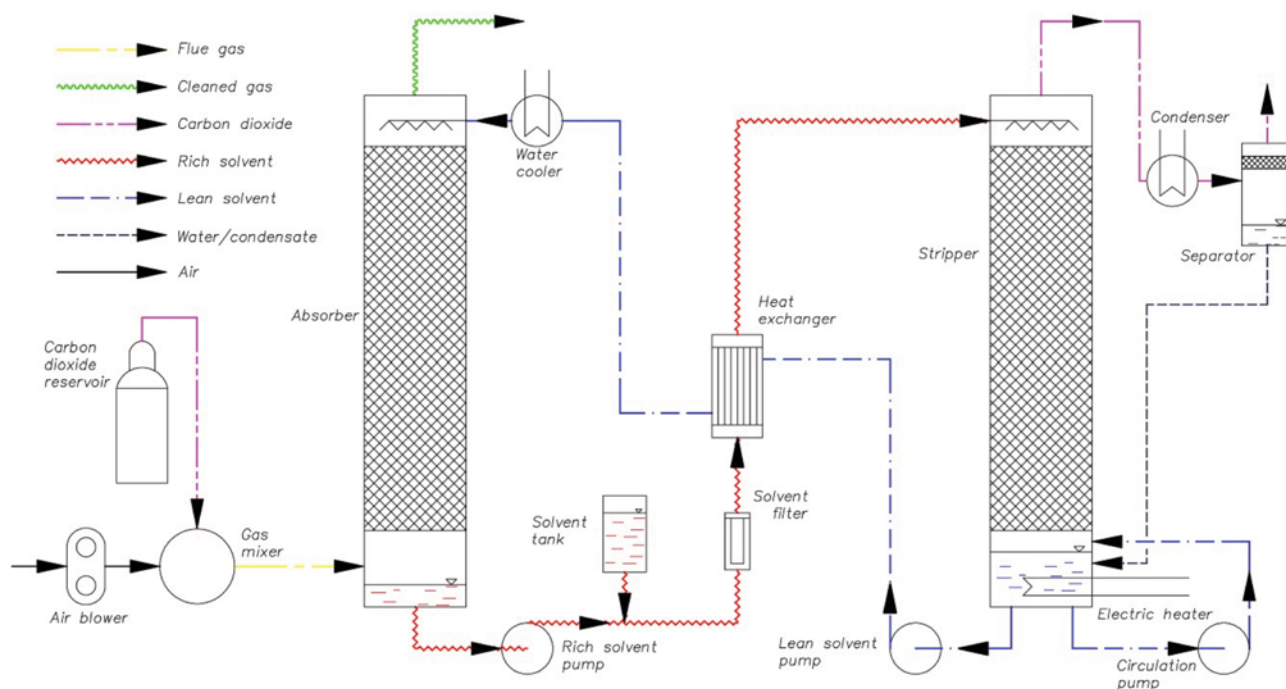 Flue gas
Cleaned gas
Carbon dioxide
Rich solvent
Lean solvent
Water/condensate
Air
Carbon
dioxide
reservoir
Air blower
Gas
mixer
Absorber
Water
cooler
Solvent
tank
Rich solvent
pump
Heat
exchanger
Solvent
filter
Lean solvent
pump
Stripper
Condenser
Separator
Electric heater
Circulation
pump